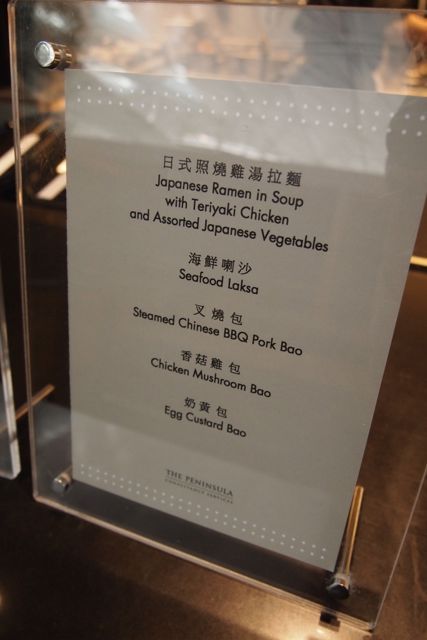 日式照燒雞湯拉麵
Japanese Ramen in Soup
with Teriyaki Chicken
and Assorted Japanese Vegetables
海鮮喇沙
Seafood Laksa
叉燒包
Steamed Chinese BBQ Pork Bao
香菇雞包
Chicken Mushroom Bao
奶黃包
Egg Custard Bao
THE PENINSULA
CONSULTANCY SERVICES